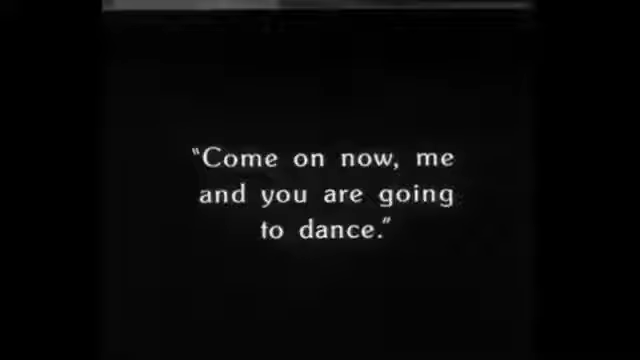 “Come on now, me
and you are going
to dance.”